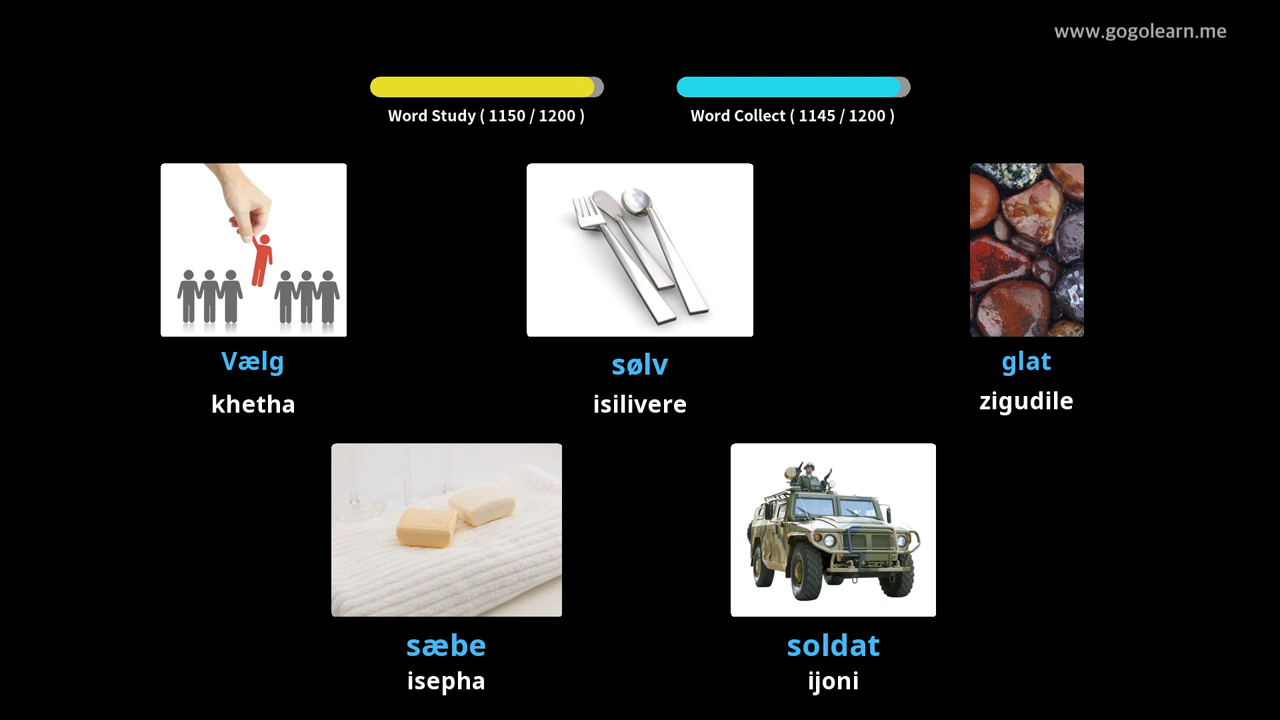 www.gogolearn.me
Word Study ( 1150 / 1200 )
Word Collect ( 1145 / 1200 )
Vælg
khetha
sølv
isilivere
glat
zigudile
sæbe
isepha
soldat
ijoni